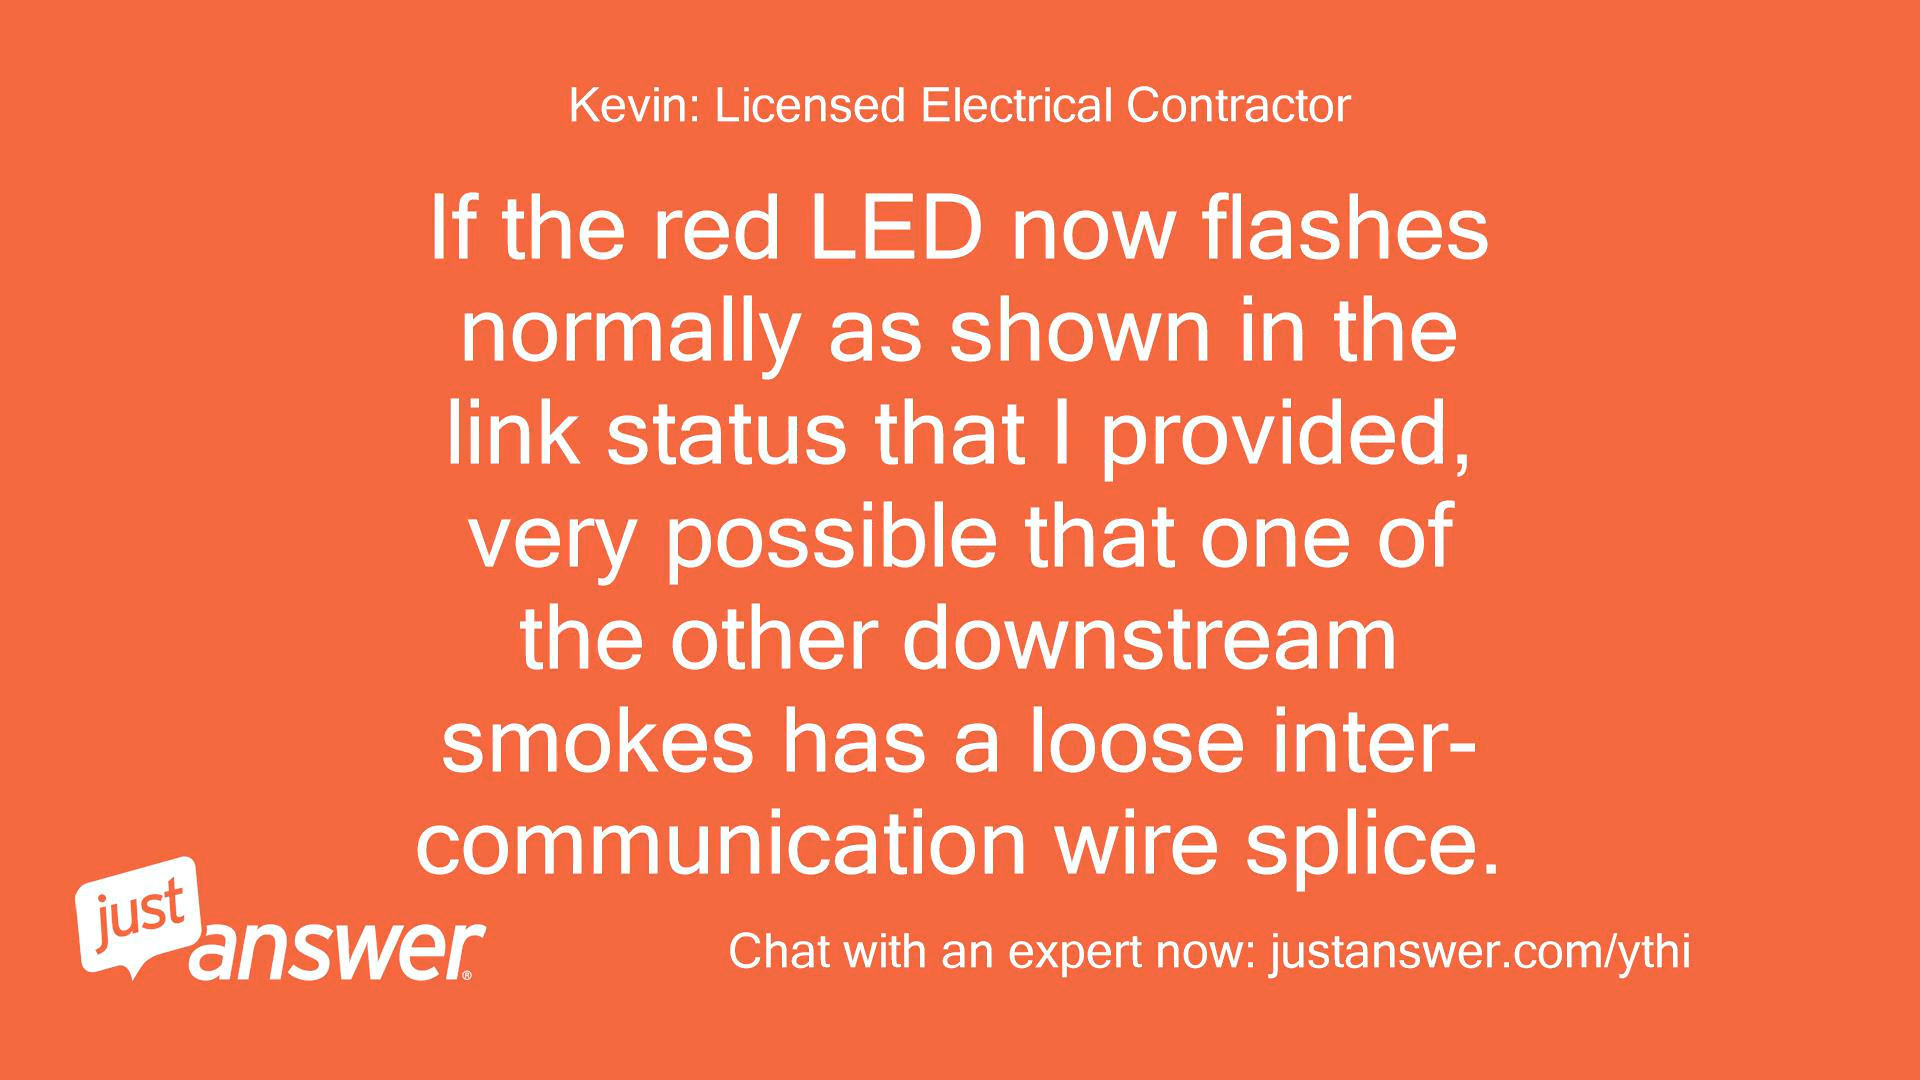 Kevin: Licensed Electrical Contractor
If the red LED now flashes
normally as shown in the
link status that I provided,
very possible that one of
the other downstream
smokes has a loose inter-
communication wire splice.
just
answer®
Chat with an expert now: justanswer.com/ythi